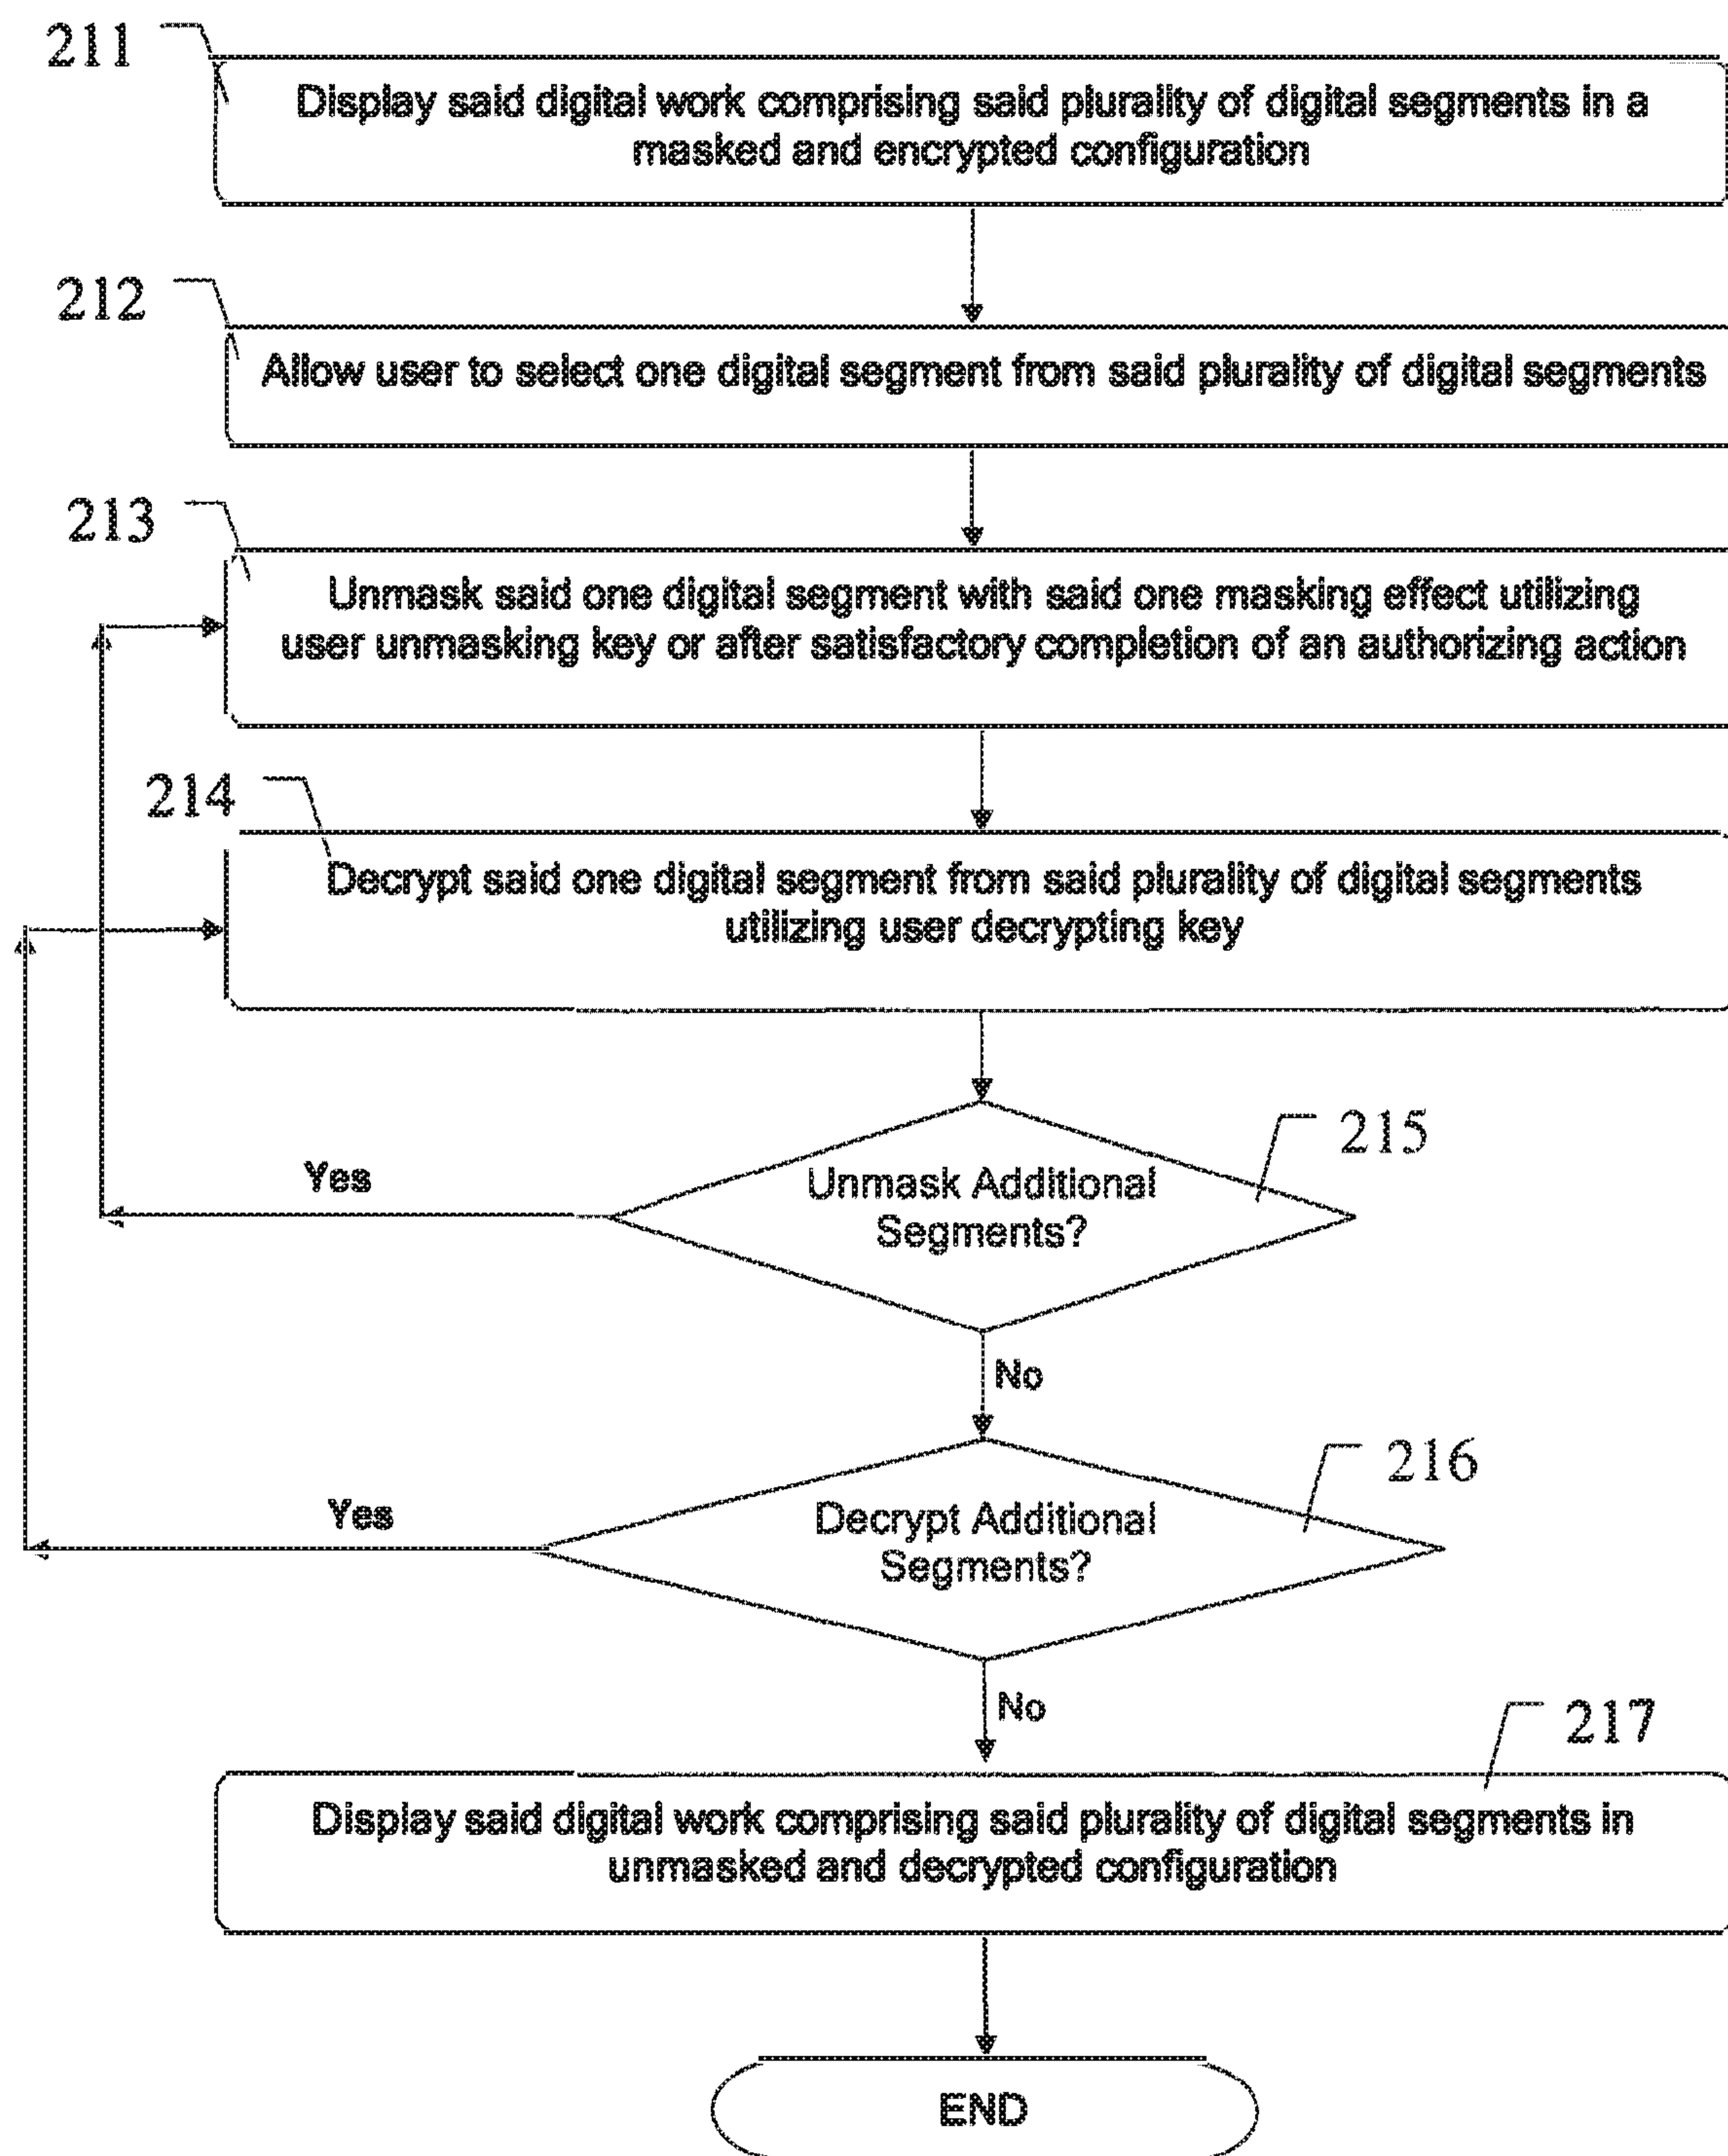 211
Display said digital work comprising said plurality of digital segments in a
masked and encrypted configuration
212
Allow user to select one digital segment from said plurality of digital segments
213
Unmask said one digital segment with said one masking effect utilizing
user unmasking key or after satisfactory completion of an authorizing action
214
Decrypt said one digital segment from said plurality of digital segments
utilizing user decrypting key
215
Unmask Additional
Segments?
Yes
No
216
Decrypt Additional
Segments?
Yes
No
217
Display said digital work comprising said plurality of digital segments in
unmasked and decrypted configuration
END